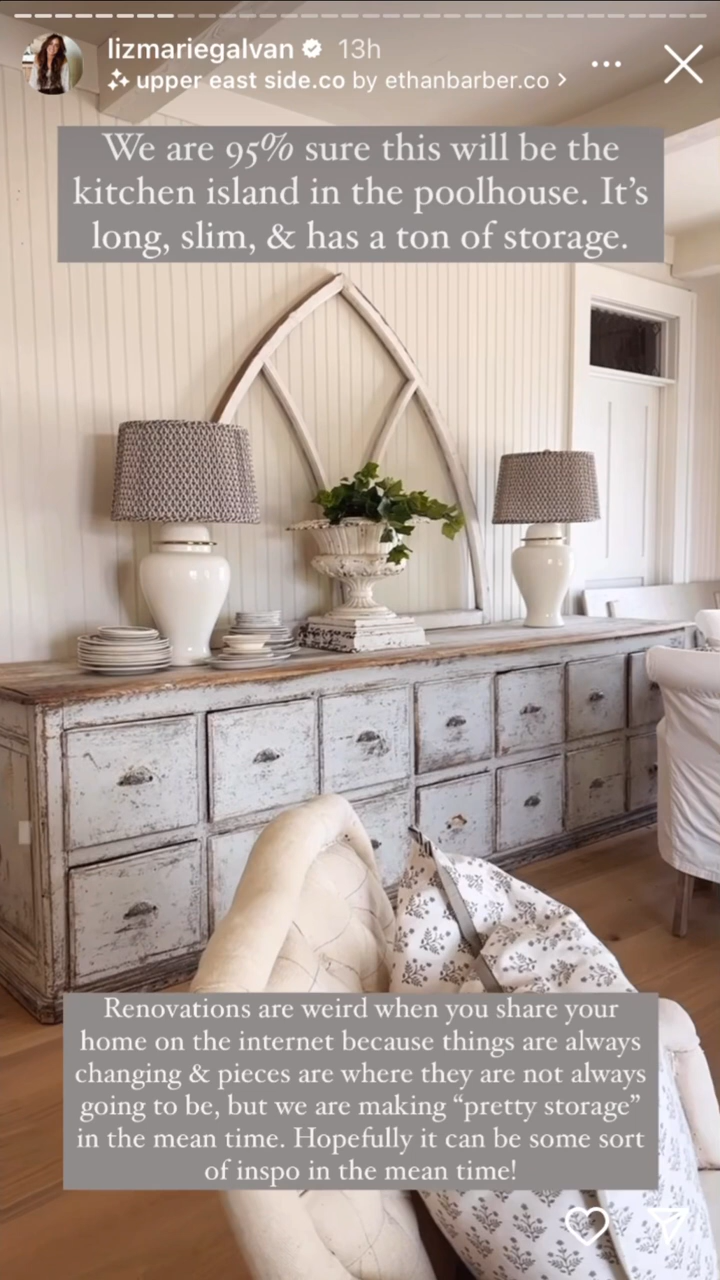 lizmariegalvan 13h
upper east side.co by ethanbarber.co
We are 95% sure this will be the
kitchen island in the poolhouse. It’s
long, slim, & has a ton of storage.
Renovations are weird when you share your
home on the internet because things are always
changing & pieces are where they are not always
going to be, but we are making “pretty storage”
in the mean time. Hopefully it can be some sort
of inspo in the mean time!